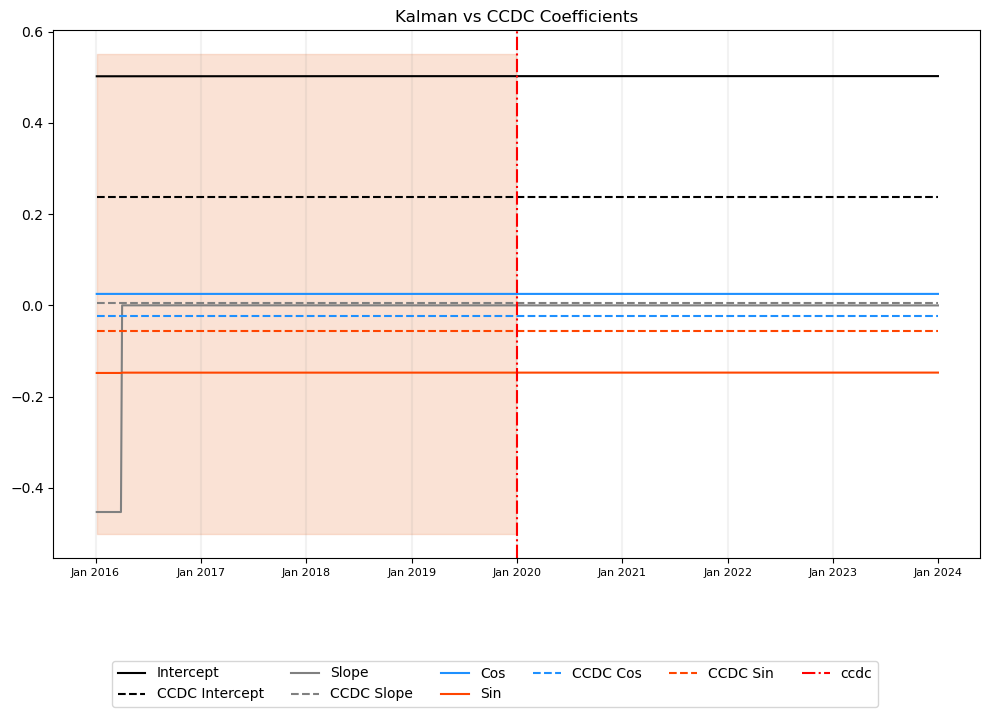 Kalman vs CCDC Coefficients
0.6
0.4
0.2
0.0
−0.2
−0.4
Jan 2016 Jan 2017 Jan 2018 Jan 2019 Jan 2020 Jan 2021 Jan 2022 Jan 2023 Jan 2024
Intercept Slope Cos CCDC Cos CCDC Sin ccdc
CCDC Intercept CCDC Slope Sin